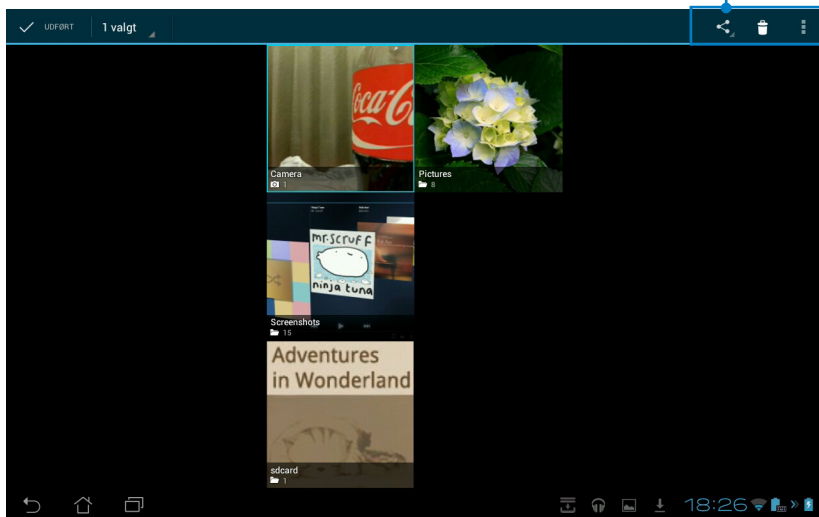 UDFØRT
1 valgt
Coca-C
Camera
1
Pictures
8
mr.scruff
ninja tuna
Screenshots
15
Adventures
in Wonderland
sdcard
1
18:26